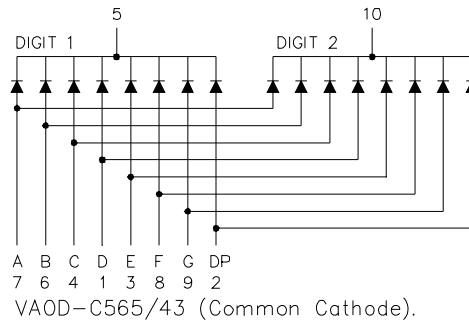 5 10
DIGIT 1 DIGIT 2
A B C D E F G DP
7 6 4 1 3 8 9 2
VAOD-C565/43 (Common Cathode).